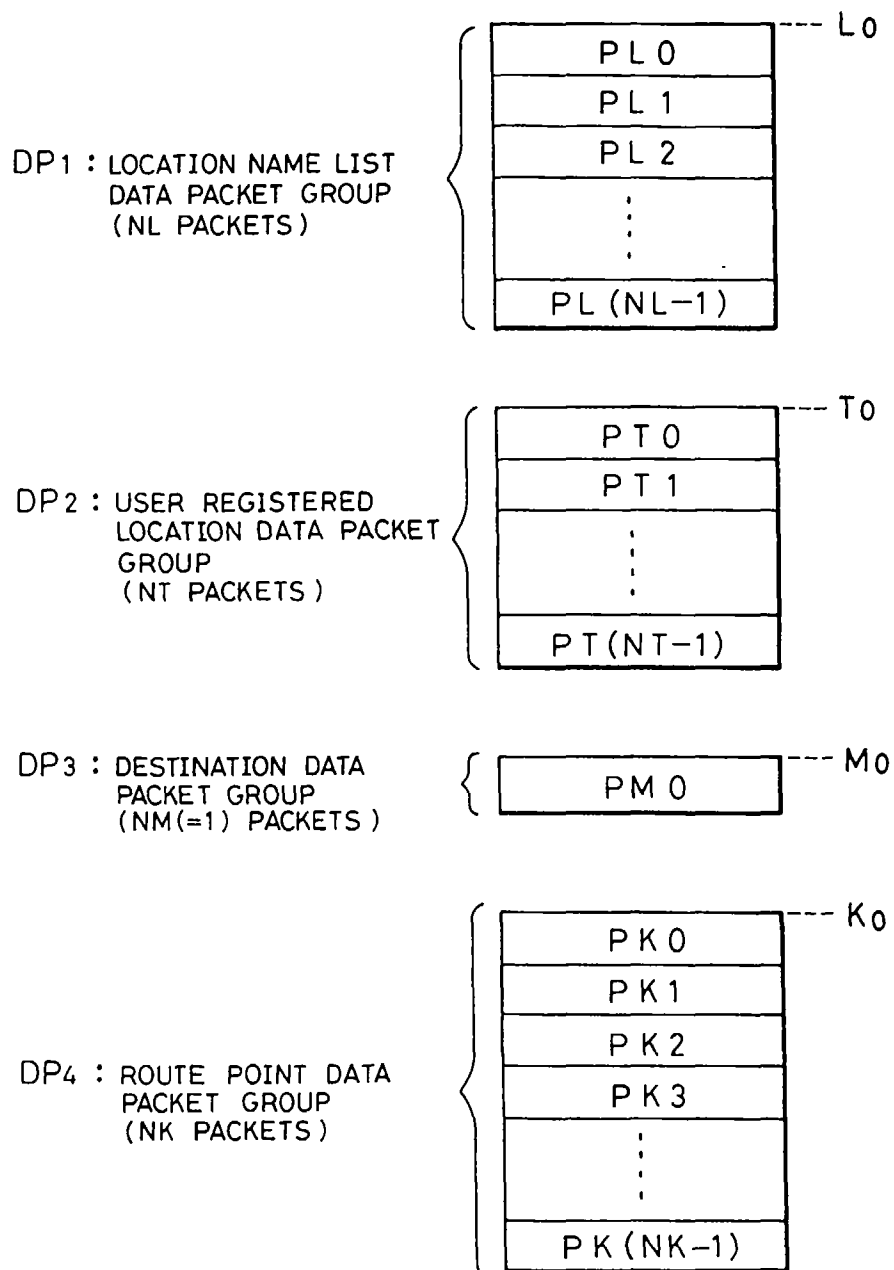 L0
PL0
PL1
PL2
PL(NL-1)
DP1 : LOCATION NAME LIST
DATA PACKET GROUP
(NL PACKETS)
T0
PT0
PT1
PT(NT-1)
DP2 : USER REGISTERED
LOCATION DATA PACKET
GROUP
(NT PACKETS)
M0
PM0
DP3 : DESTINATION DATA
PACKET GROUP
(NM(=1) PACKETS)
K0
PK0
PK1
PK2
PK3
PK(NK-1)
DP4 : ROUTE POINT DATA
PACKET GROUP
(NK PACKETS)